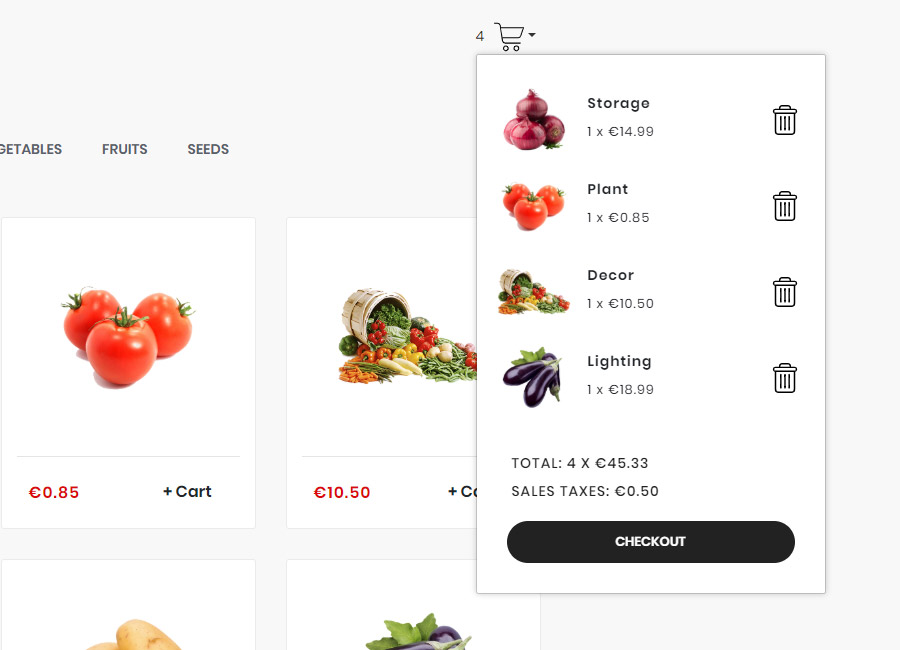 4
GETABLES FRUITS SEEDS
Storage
1 x €14.99
Plant
1 x €0.85
Decor
1 x €10.50
Lighting
1 x €18.99
TOTAL: 4 X €45.33
SALES TAXES: €0.50
CHECKOUT
€0.85 + Cart
€10.50 + C